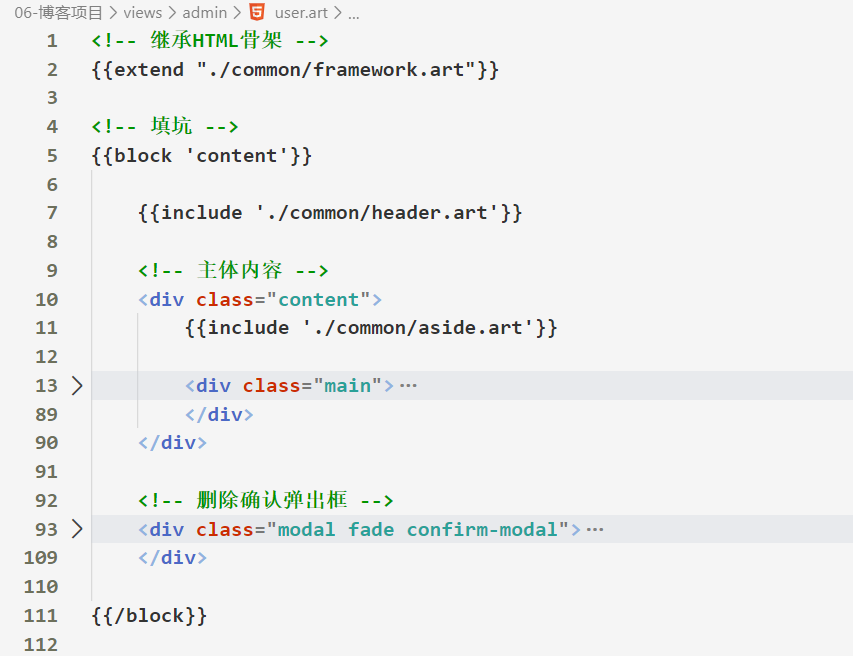 06-博客项目 > views > admin > user.art > ...
1 <!-- 继承HTML骨架 -->
2 {{extend "./common/framework.art"}}
3
4 <!-- 填坑 -->
5 {{block 'content'}}
6
7 {{include './common/header.art'}}
8
9 <!-- 主体内容 -->
10 <div class="content">
11 {{include './common/aside.art'}}
12
13 <div class="main">···
89 </div>
90 </div>
91
92 <!-- 删除确认弹出框 -->
93 <div class="modal fade confirm-modal">···
109 </div>
110
111 {{/block}}
112